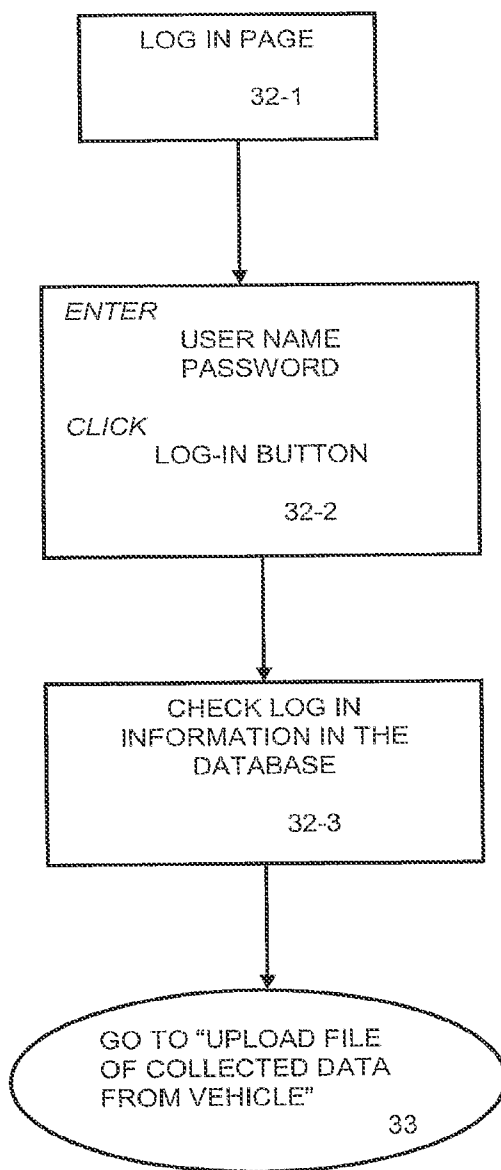 LOG IN PAGE
32-1
ENTER
USER NAME
PASSWORD
CLICK
LOG-IN BUTTON
32-2
CHECK LOG IN
INFORMATION IN THE
DATABASE
32-3
GO TO “UPLOAD FILE
OF COLLECTED DATA
FROM VEHICLE”
33